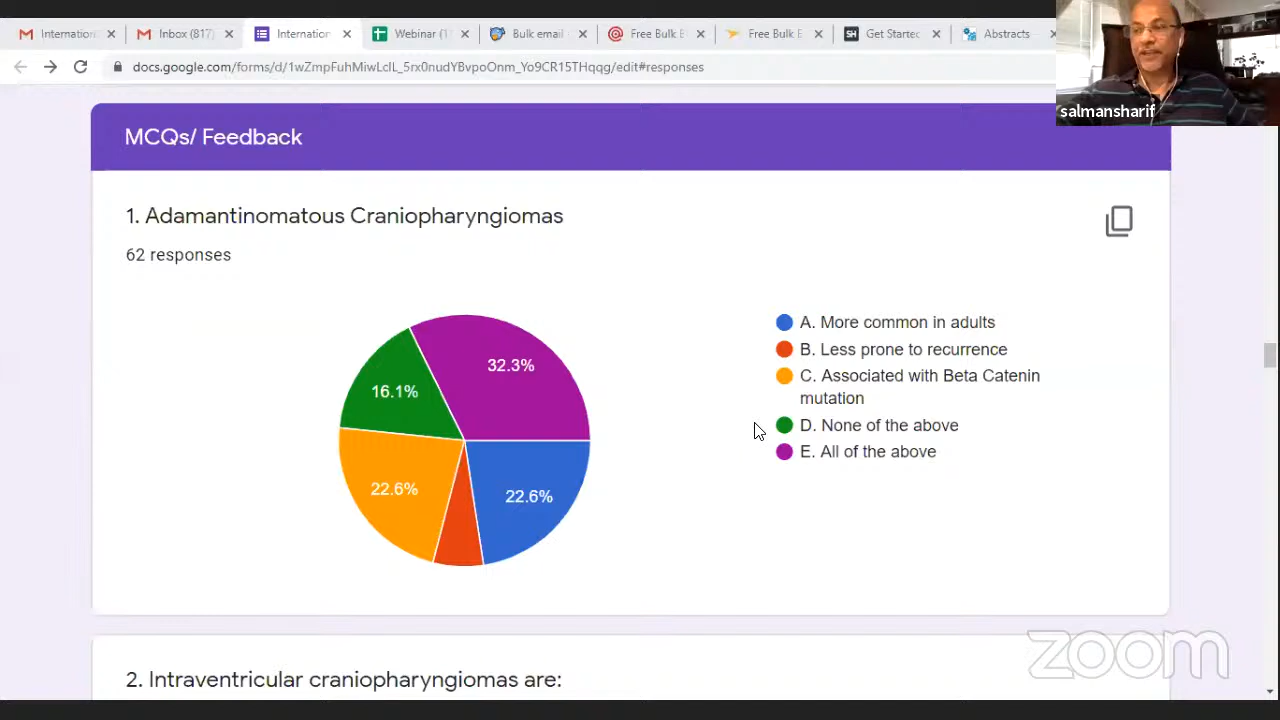 Internation
Inbox (817)
Internation
Webinar (1
Bulk email
Free Bulk E
Free Bulk E
Get Started
Abstracts
docs.google.com/forms/d/1wZmpFuhMiwLclL_5rx0nudYBvpoOnm_Yo9CR15THqqg/edit#responses
salmansharif
MCQs/ Feedback
1. Adamantinomatous Craniopharyngiomas
62 responses
A. More common in adults
B. Less prone to recurrence
C. Associated with Beta Catenin
mutation
D. None of the above
E. All of the above
32.3%
16.1%
22.6%
22.6%
2. Intraventricular craniopharyngiomas are:
zoom